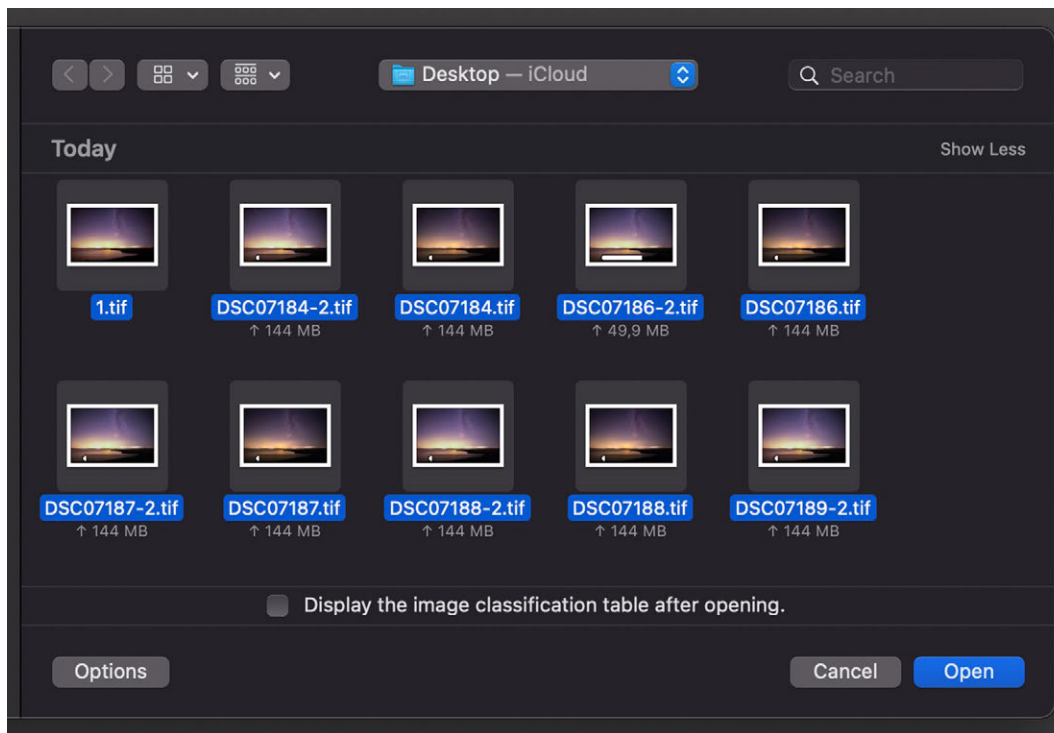 Desktop — iCloud
Search
Today
Show Less
1.tif
DSC07184-2.tif
↑ 144 MB
DSC07184.tif
↑ 144 MB
DSC07186-2.tif
↑ 49,9 MB
DSC07186.tif
↑ 144 MB
DSC07187-2.tif
↑ 144 MB
DSC07187.tif
↑ 144 MB
DSC07188-2.tif
↑ 144 MB
DSC07188.tif
↑ 144 MB
DSC07189-2.tif
↑ 144 MB
Display the image classification table after opening.
Options
Cancel
Open